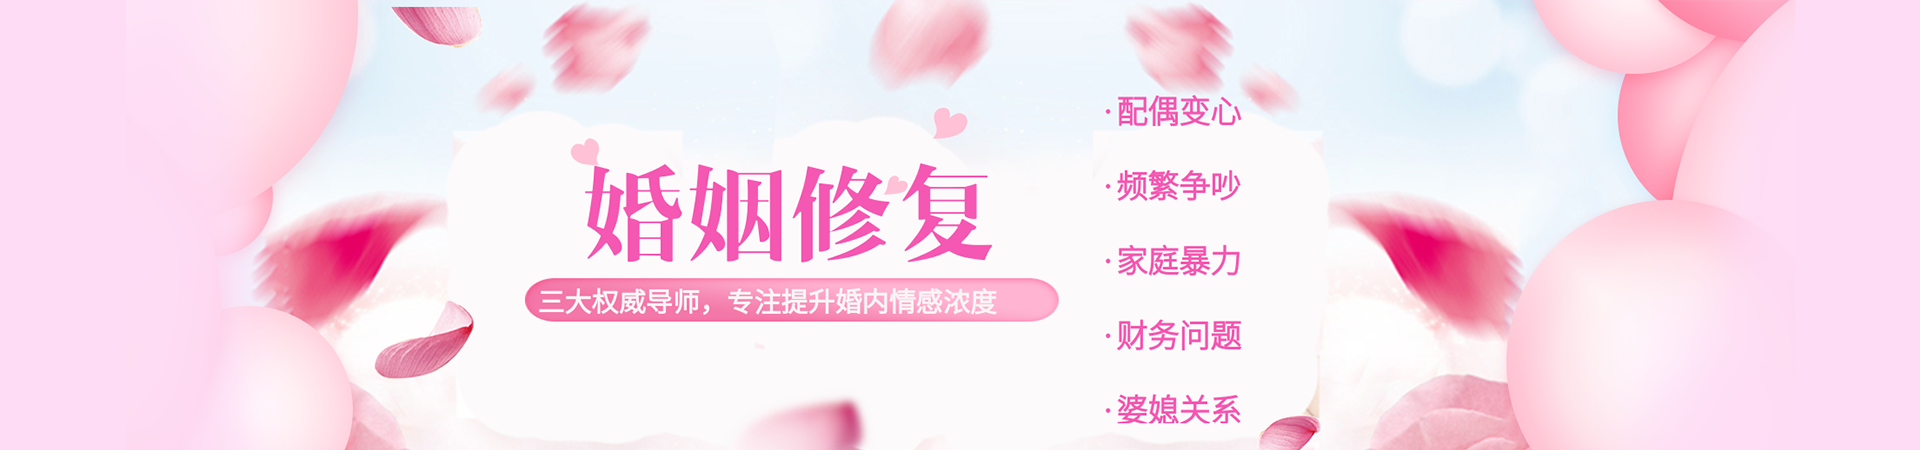 婚姻修复
三大权威导师，专注提升婚内情感浓度
·配偶变心
·频繁争吵
·家庭暴力
·财务问题
·婆媳关系